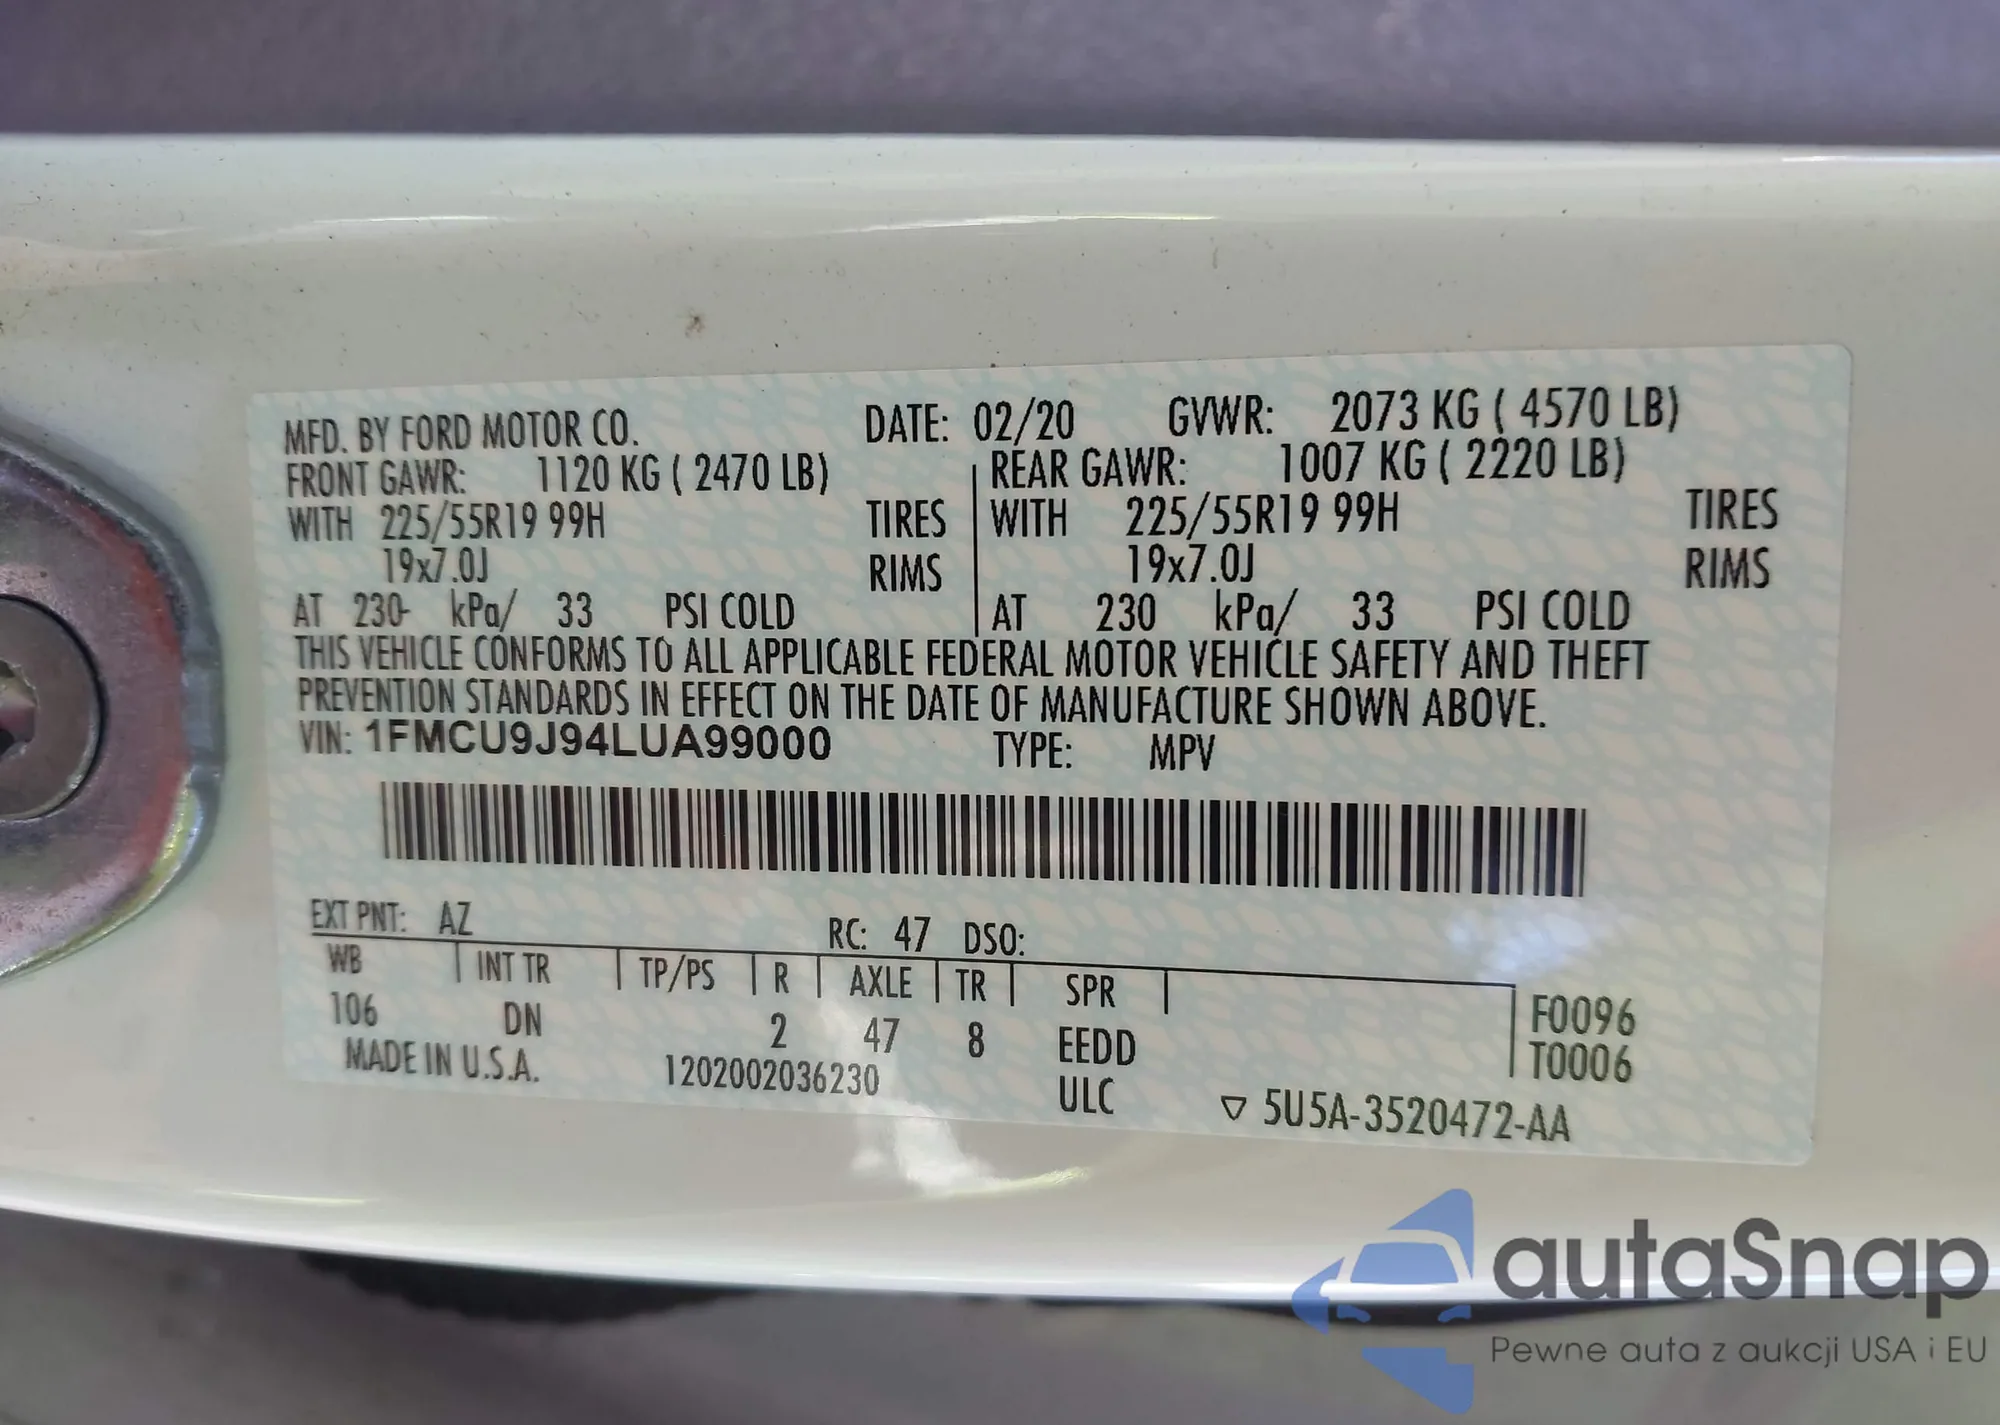 MFD. BY FORD MOTOR CO. DATE: 02/20 GVWR: 2073 KG ( 4570 LB)
FRONT GAWR: 1120 KG ( 2470 LB) REAR GAWR: 1007 KG ( 2220 LB)
WITH 225/55R19 99H TIRES WITH 225/55R19 99H TIRES
19x7.0J RIMS 19x7.0J RIMS
AT 230 kPa/ 33 PSI COLD AT 230 kPa/ 33 PSI COLD
THIS VEHICLE CONFORMS TO ALL APPLICABLE FEDERAL MOTOR VEHICLE SAFETY AND THEFT
PREVENTION STANDARDS IN EFFECT ON THE DATE OF MANUFACTURE SHOWN ABOVE.
VIN: 1FMCU9J94LUA99000 TYPE: MPV
EXT PNT: AZ RC: 47 DSO:
WB INT TR TP/PS R AXLE TR SPR F0096
106 DN 2 47 8 EEDD T0006
MADE IN U.S.A. 1202002036230 ULC ▽ 5U5A-3520472-AA
autaSnap
Pewne auta z aukcji USA i EU